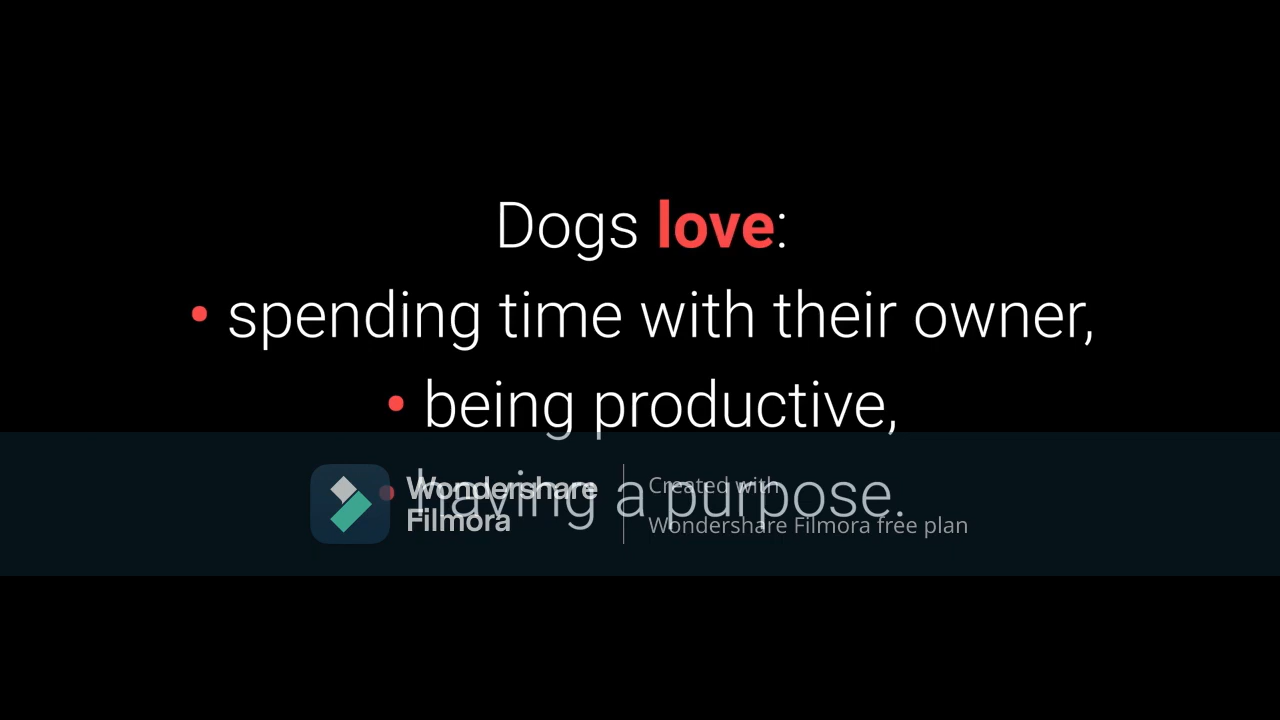 Dogs love:
• spending time with their owner,
• being productive,
• having a purpose.
Wondershare
Filmora
Created with
Wondershare Filmora free plan